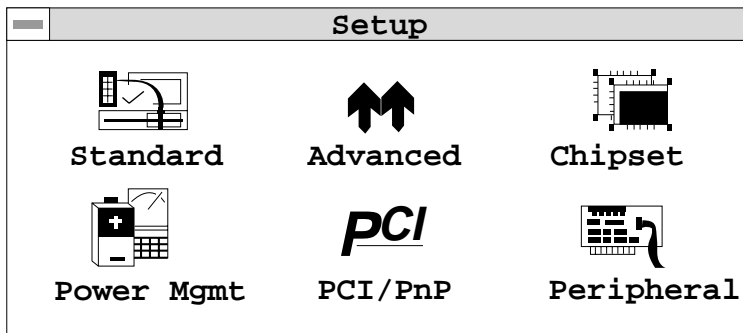 Setup
Standard Advanced Chipset
PCI
Power Mgmt PCI/PnP Peripheral